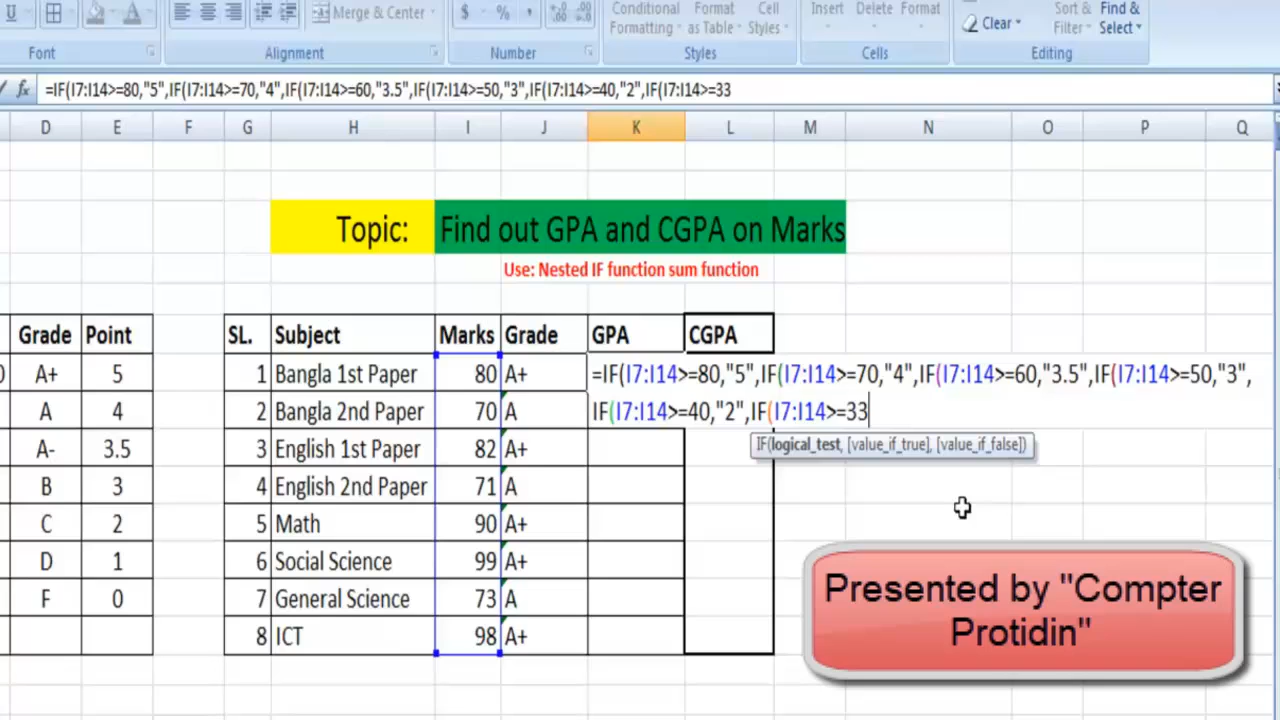 U Merge & Center $ % , Conditional Format Cell Insert Delete Format Clear Sort & Find &
Formatting as Table Styles Filter Select
Font Alignment Number Styles Cells Editing
fx =IF(I7:I14>=80,"5",IF(I7:I14>=70,"4",IF(I7:I14>=60,"3.5",IF(I7:I14>=50,"3",IF(I7:I14>=40,"2",IF(I7:I14>=33
D E F G H I J K L M N O P Q
Topic: Find out GPA and CGPA on Marks
Use: Nested IF function sum function
Grade Point SL. Subject Marks Grade GPA CGPA
0 A+ 5 1 Bangla 1st Paper 80 A+ =IF(I7:I14>=80,"5",IF(I7:I14>=70,"4",IF(I7:I14>=60,"3.5",IF(I7:I14>=50,"3",
A 4 2 Bangla 2nd Paper 70 A IF(I7:I14>=40,"2",IF(I7:I14>=33
IF(logical_test, [value_if_true], [value_if_false])
A- 3.5 3 English 1st Paper 82 A+
B 3 4 English 2nd Paper 71 A
C 2 5 Math 90 A+
D 1 6 Social Science 99 A+
F 0 7 General Science 73 A
8 ICT 98 A+
Presented by "Compter
Protidin"